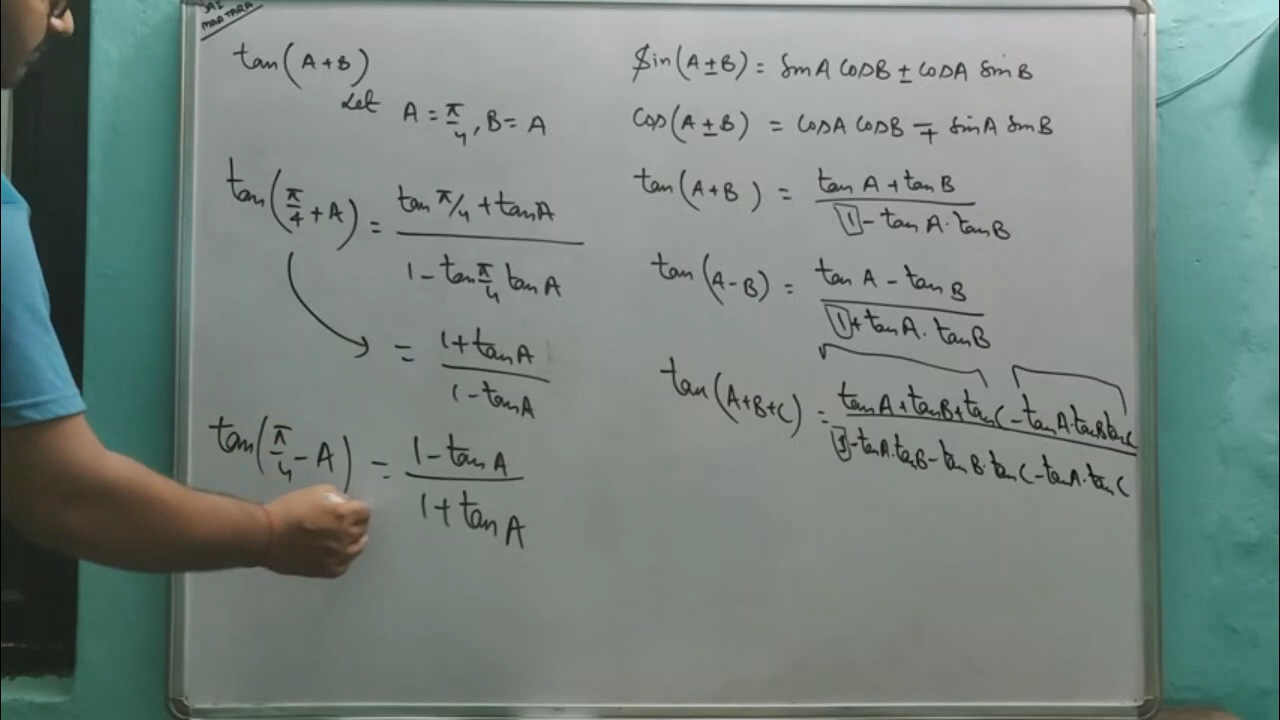 JAI
MAA TARA
tan(A+B)
Let A = π/4, B = A
tan(π/4 + A) = (tan π/4 + tanA)/(1 - tan π/4 tanA)
= (1 + tanA)/(1 - tanA)
tan(π/4 - A) = (1 - tanA)/(1 + tanA)
Sin(A±B) = SinA CosB ± CosA SinB
Cos(A±B) = CosA CosB ∓ SinA SinB
tan(A+B) = (tanA + tanB)/(1 - tanA·tanB)
tan(A-B) = (tanA - tanB)/(1 + tanA·tanB)
tan(A+B+C) = (tanA + tanB + tanC - tanA·tanB tanC)/(1 - tanA·tanB - tanB·tanC - tanA·tanC)